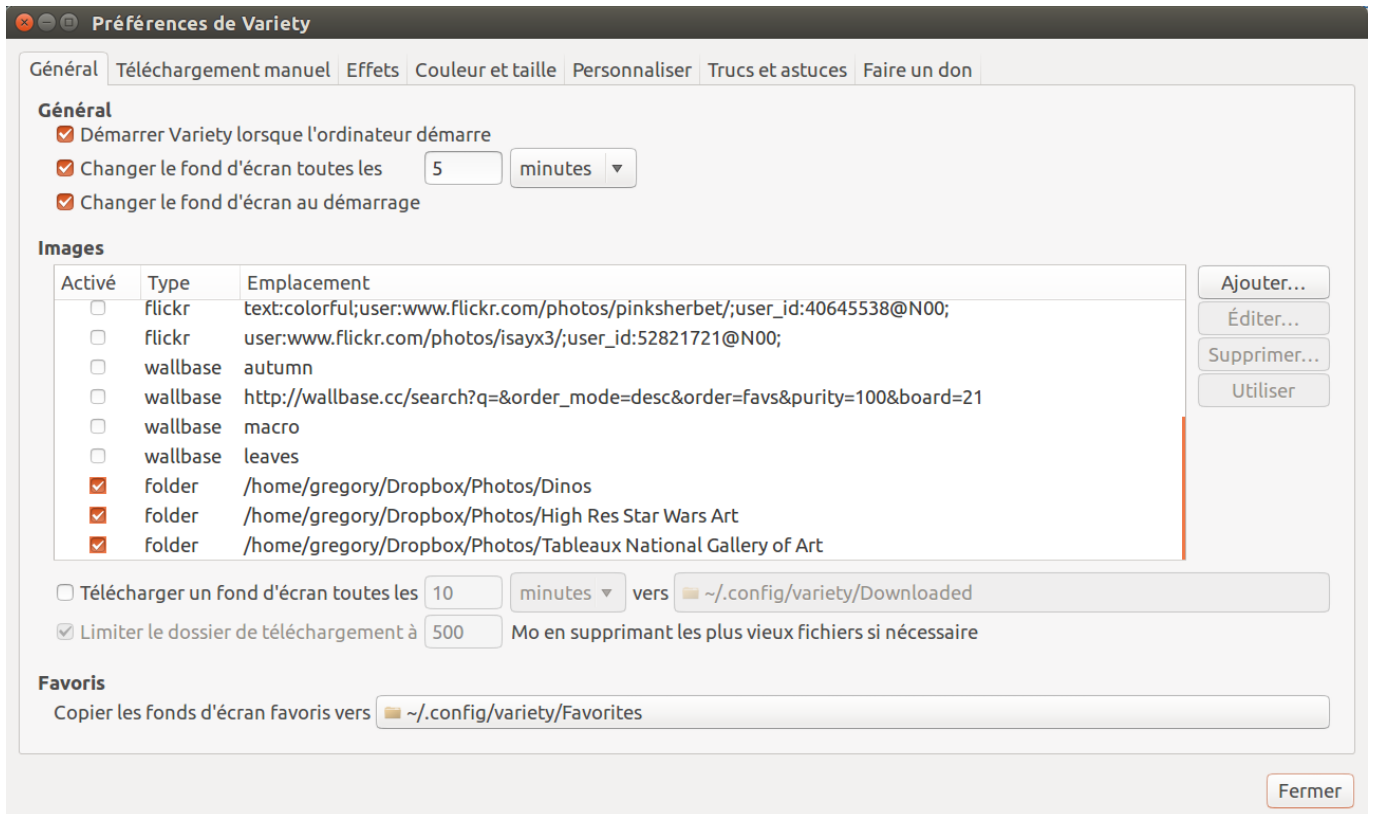 Préférences de Variety
Général Téléchargement manuel Effets Couleur et taille Personnaliser Trucs et astuces Faire un don
Général
Démarrer Variety lorsque l'ordinateur démarre
Changer le fond d'écran toutes les 5 minutes
Changer le fond d'écran au démarrage
Images
Activé Type Emplacement
Ajouter...
flickr text:colorful;user:www.flickr.com/photos/pinksherbet/;user_id:40645538@N00;
Éditer...
flickr user:www.flickr.com/photos/isayx3/;user_id:52821721@N00;
Supprimer...
wallbase autumn
Utiliser
wallbase http://wallbase.cc/search?q=&order_mode=desc&order=favs&purity=100&board=21
wallbase macro
wallbase leaves
folder /home/gregory/Dropbox/Photos/Dinos
folder /home/gregory/Dropbox/Photos/High Res Star Wars Art
folder /home/gregory/Dropbox/Photos/Tableaux National Gallery of Art
Télécharger un fond d'écran toutes les 10 minutes vers ~/.config/variety/Downloaded
Limiter le dossier de téléchargement à 500 Mo en supprimant les plus vieux fichiers si nécessaire
Favoris
Copier les fonds d'écran favoris vers ~/.config/variety/Favorites
Fermer